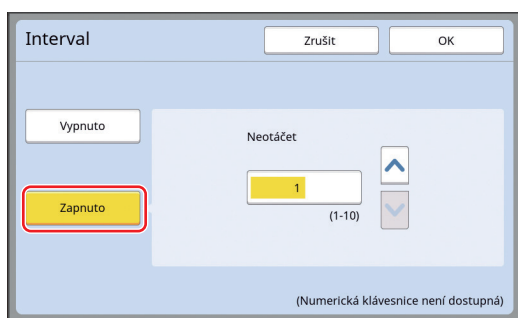 Interval
Zrušit
OK
Vypnuto
Neotáčet
1
Zapnuto
(1-10)
(Numerická klávesnice není dostupná)